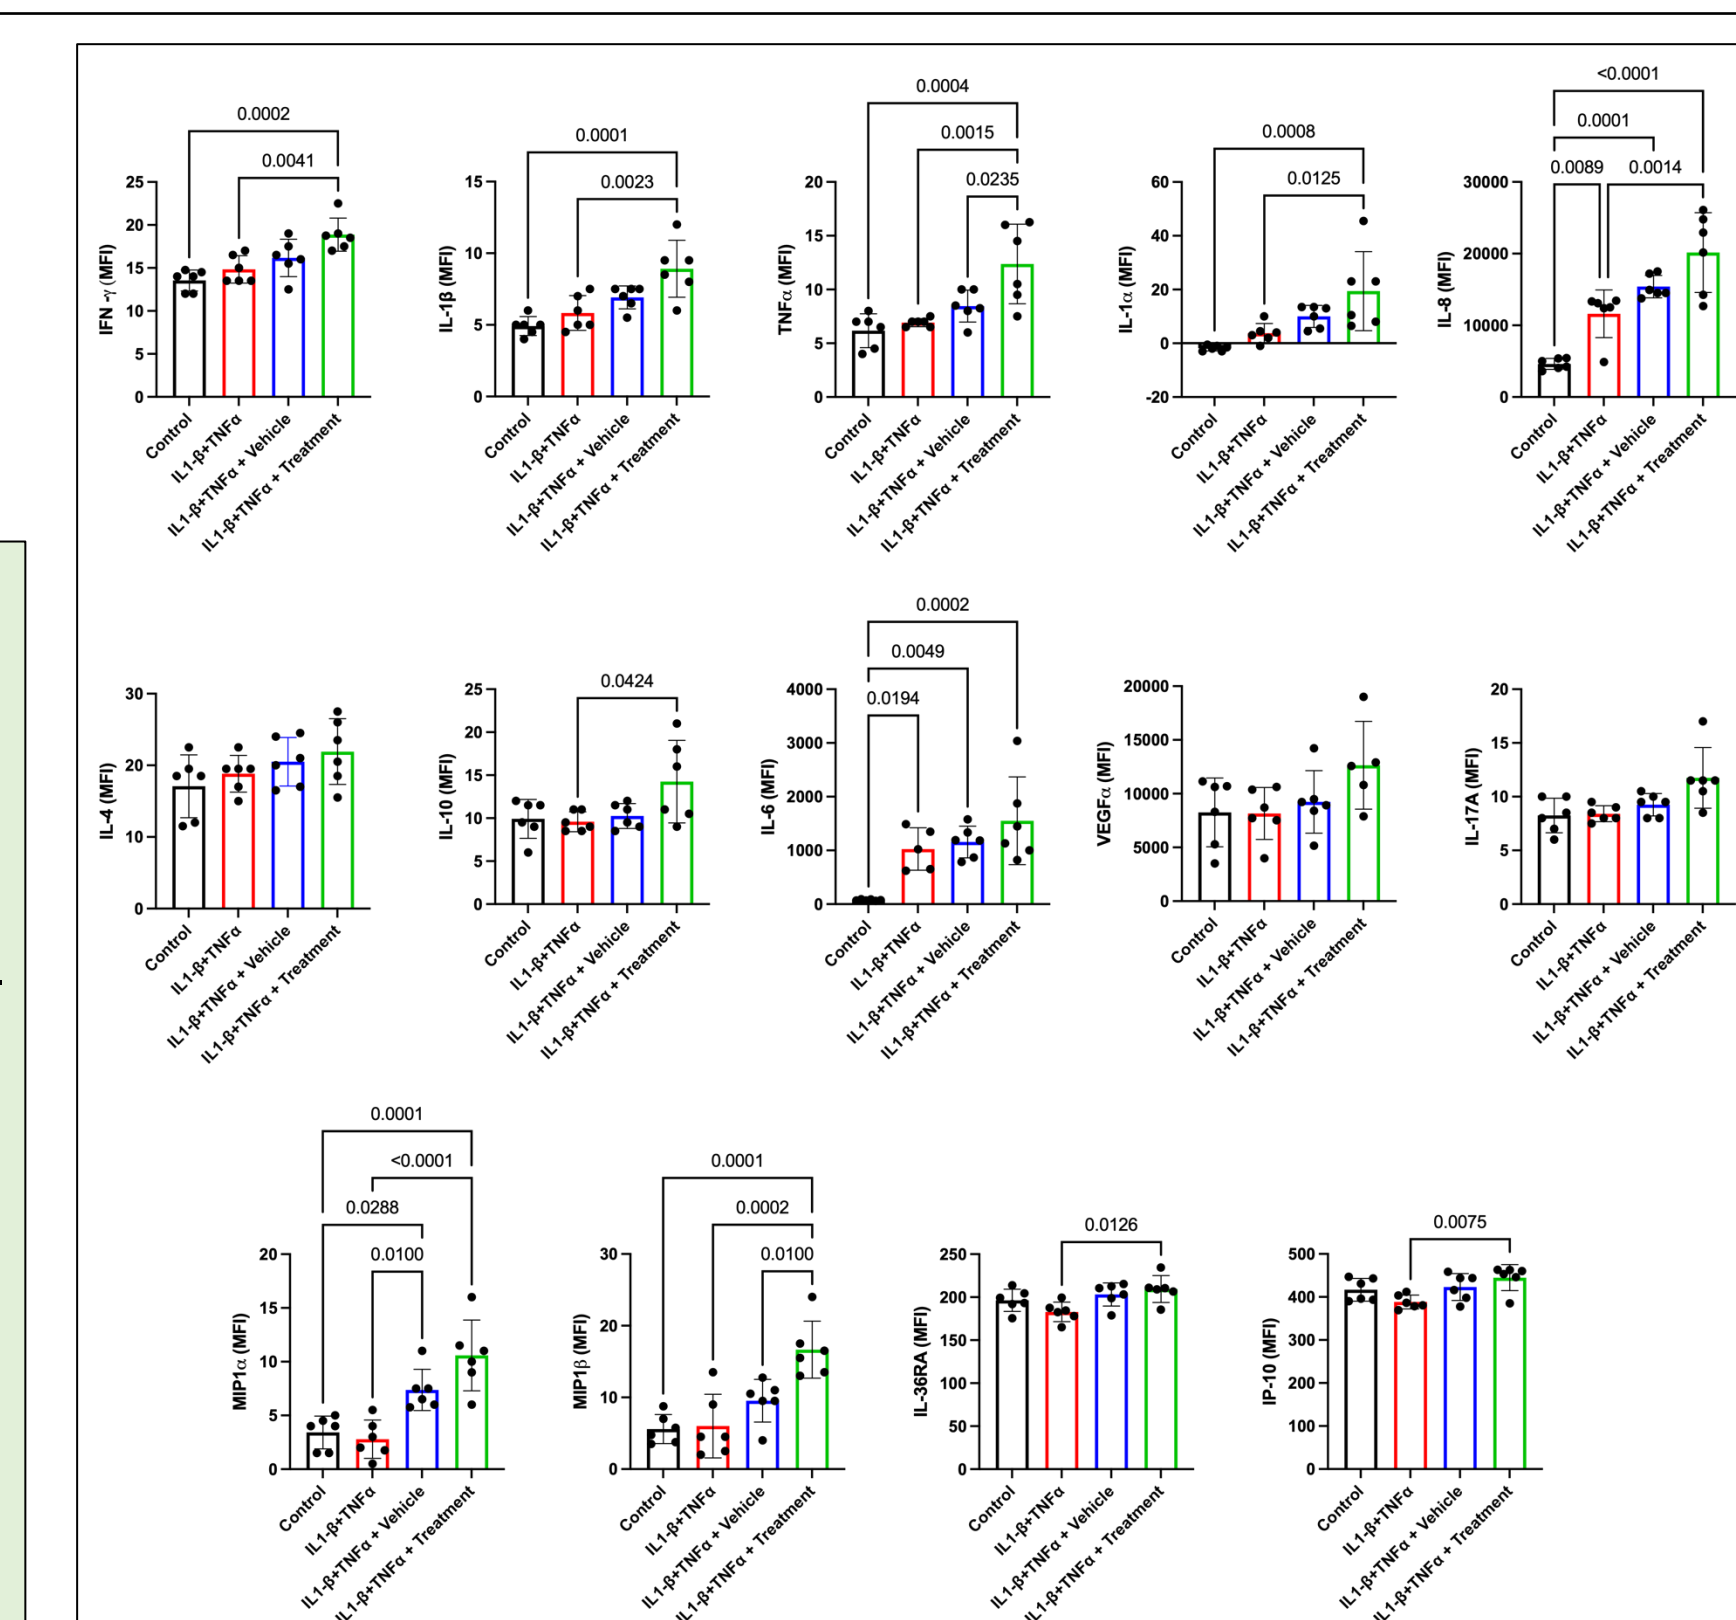 0.0002
0.0041
25
20
15
10
5
0
IFN -γ (MFI)
Control
IL1-β+TNFα
IL1-β+TNFα + Vehicle
IL1-β+TNFα + Treatment
0.0001
0.0023
15
10
5
0
IL-1β (MFI)
Control
IL1-β+TNFα
IL1-β+TNFα + Vehicle
IL1-β+TNFα + Treatment
0.0004
0.0015
0.0235
20
15
10
5
0
TNFα (MFI)
Control
IL1-β+TNFα
IL1-β+TNFα + Vehicle
IL1-β+TNFα + Treatment
0.0008
0.0125
60
40
20
0
-20
IL-1α (MFI)
Control
IL1-β+TNFα
IL1-β+TNFα + Vehicle
IL1-β+TNFα + Treatment
<0.0001
0.0001
0.0089 0.0014
30000
20000
10000
0
IL-8 (MFI)
Control
IL1-β+TNFα
IL1-β+TNFα + Vehicle
IL1-β+TNFα + Treatment
30
20
10
0
IL-4 (MFI)
Control
IL1-β+TNFα
IL1-β+TNFα + Vehicle
IL1-β+TNFα + Treatment
0.0424
25
20
15
10
5
0
IL-10 (MFI)
Control
IL1-β+TNFα
IL1-β+TNFα + Vehicle
IL1-β+TNFα + Treatment
0.0002
0.0049
0.0194
4000
3000
2000
1000
0
IL-6 (MFI)
Control
IL1-β+TNFα
IL1-β+TNFα + Vehicle
IL1-β+TNFα + Treatment
20000
15000
10000
5000
0
VEGFα (MFI)
Control
IL1-β+TNFα
IL1-β+TNFα + Vehicle
IL1-β+TNFα + Treatment
20
15
10
5
0
IL-17A (MFI)
Control
IL1-β+TNFα
IL1-β+TNFα + Vehicle
IL1-β+TNFα + Treatment
0.0001
<0.0001
0.0288
0.0100
20
15
10
5
0
MIP1α (MFI)
Control
IL1-β+TNFα
IL1-β+TNFα + Vehicle
IL1-β+TNFα + Treatment
0.0001
0.0002
0.0100
30
20
10
0
MIP1β (MFI)
Control
IL1-β+TNFα
IL1-β+TNFα + Vehicle
IL1-β+TNFα + Treatment
0.0126
250
200
150
100
50
0
IL-36RA (MFI)
Control
IL1-β+TNFα
IL1-β+TNFα + Vehicle
IL1-β+TNFα + Treatment
0.0075
500
400
300
200
100
0
IP-10 (MFI)
Control
IL1-β+TNFα
IL1-β+TNFα + Vehicle
IL1-β+TNFα + Treatment